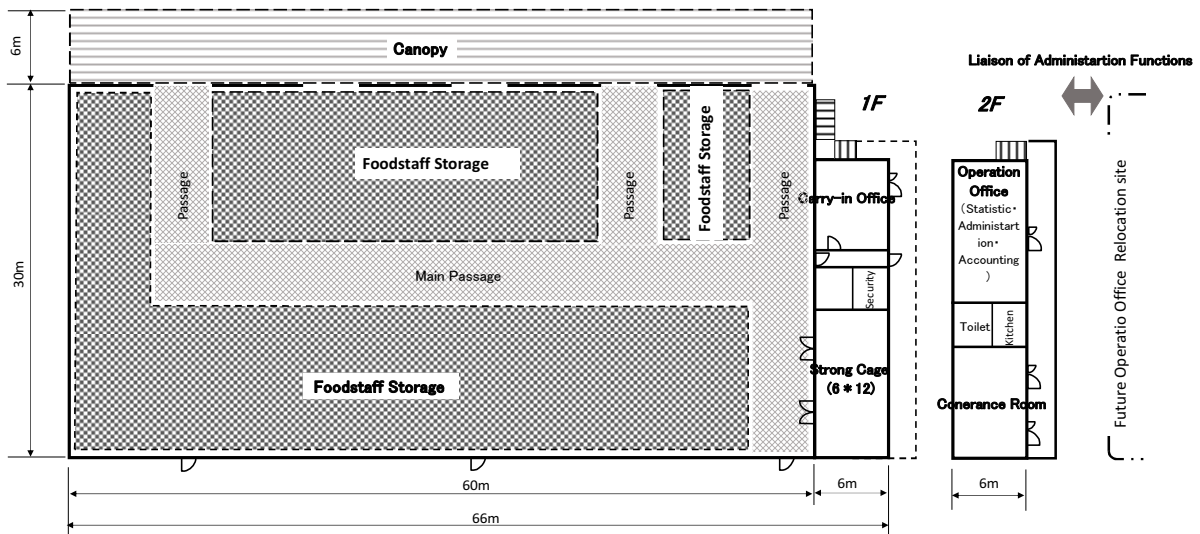 6m
Canopy
Liaison of Administartion Functions
1F
2F
Foodstaff Storage
Foodstaff Storage
Passage
Passage
Passage
Carry-in Office
Operation
Office
(Statistic・
Administart
ion・
Accounting
)
Future Operatio Office Relocation site
30m
Main Passage
Security
Toilet
Kitchen
Foodstaff Storage
Strong Cage
(6 * 12)
Conerance Room
60m
6m
6m
66m